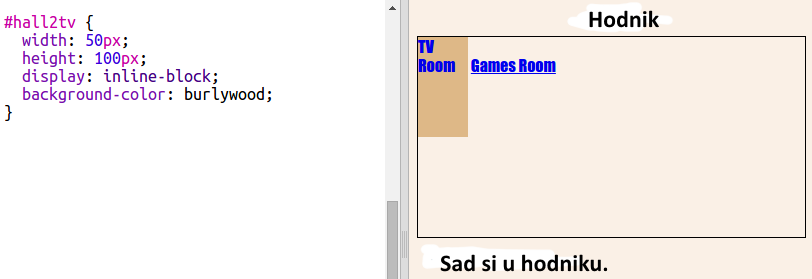 #hall2tv {
width: 50px;
height: 100px;
display: inline-block;
background-color: burlywood;
}
Hodnik
TV
Room Games Room
Sad si u hodniku.